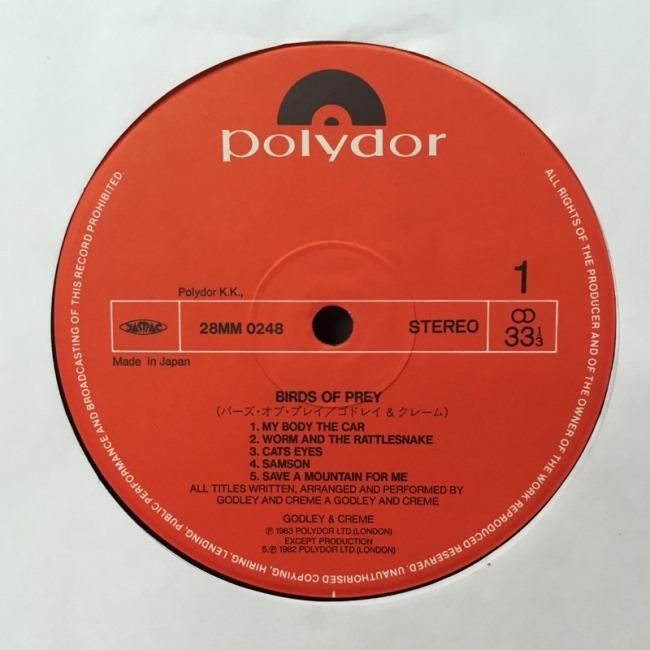 polydor
1
Polydor K.K.,
JASRAC
28MM 0248
STEREO
33 1/3
Made in Japan
BIRDS OF PREY
(バーズ・オブ・プレイ/ゴドレイ & クレーム)
1. MY BODY THE CAR
2. WORM AND THE RATTLESNAKE
3. CATS EYES
4. SAMSON
5. SAVE A MOUNTAIN FOR ME
ALL TITLES WRITTEN, ARRANGED AND PERFORMED BY
GODLEY AND CREME A GODLEY AND CREME
GODLEY & CREME
℗ 1983 POLYDOR LTD.(LONDON)
EXCEPT PRODUCTION
5.℗ 1982 POLYDOR LTD.(LONDON)
ALL RIGHTS OF THE PRODUCER AND OF THE OWNER OF THE WORK REPRODUCED RESERVED. UNAUTHORISED COPYING, HIRING, LENDING, PUBLIC PERFORMANCE AND BROADCASTING OF THIS RECORD PROHIBITED.